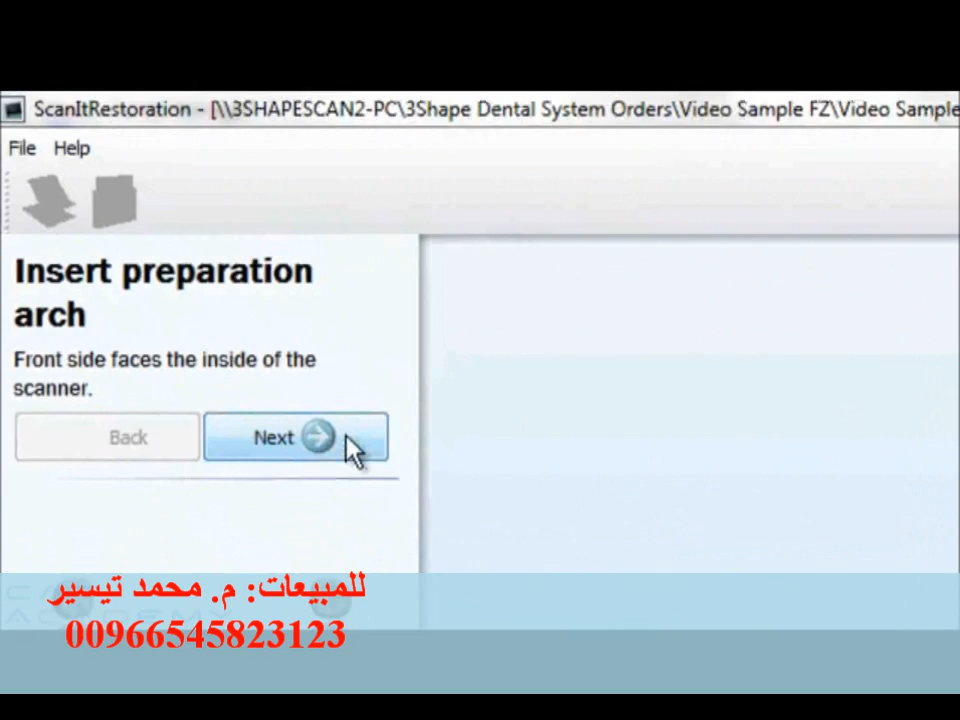 ScanItRestoration - [\\3SHAPESCAN2-PC\3Shape Dental System Orders\Video Sample FZ\Video Sample
File Help
Insert preparation
arch
Front side faces the inside of the
scanner.
Back Next
للمبيعات: م. محمد تيسير
00966545823123